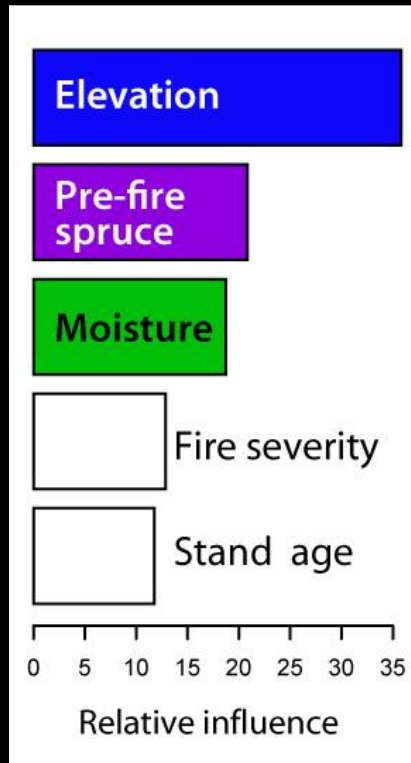 Elevation
Pre-fire
spruce
Moisture
Fire severity
Stand age
0 5 10 15 20 25 30 35
Relative influence